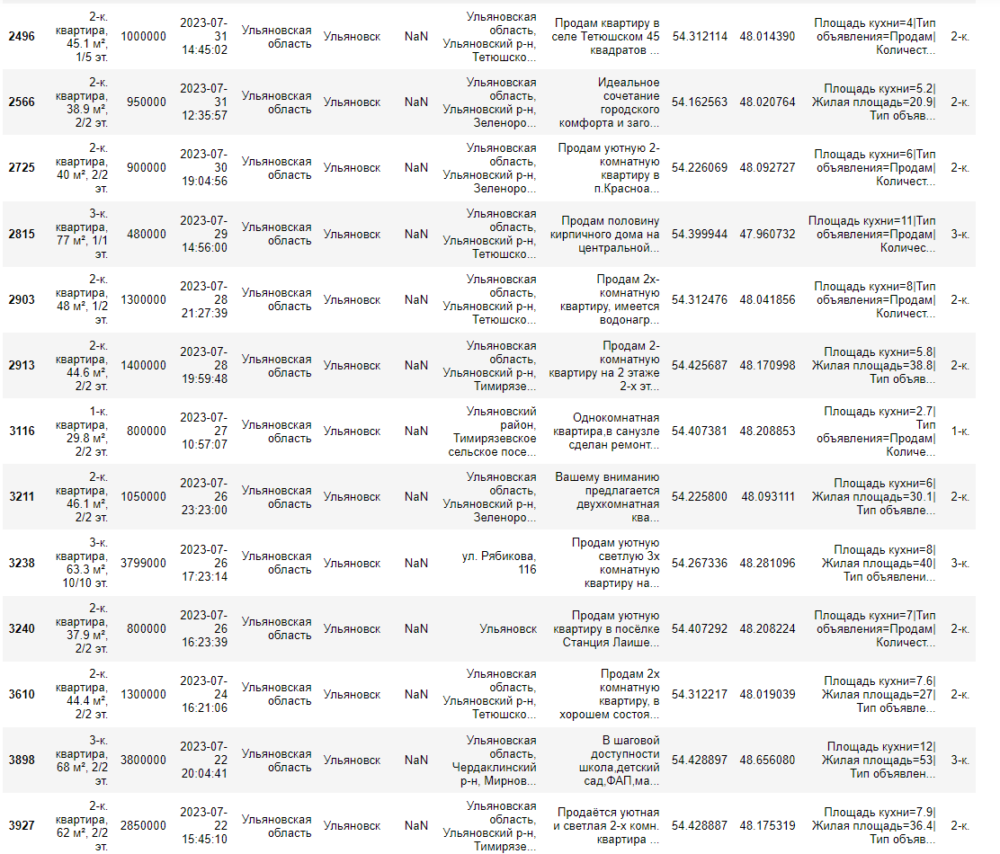 2496 2-к. квартира, 45.1 м², 1/5 эт. 1000000 2023-07-31 14:45:02 Ульяновская область Ульяновск NaN Ульяновская область, Ульяновский р-н, Тетюшско... Продам квартиру в селе Тетюшском 45 квадратов ... 54.312114 48.014390 Площадь кухни=4|Тип объявления=Продам|Количест... 2-к.
2566 2-к. квартира, 38.9 м², 2/2 эт. 950000 2023-07-31 12:35:57 Ульяновская область Ульяновск NaN Ульяновская область, Ульяновский р-н, Зеленоро... Идеальное сочетание городского комфорта и заго... 54.162563 48.020764 Площадь кухни=5.2|Жилая площадь=20.9|Тип объяв... 2-к.
2725 2-к. квартира, 40 м², 2/2 эт. 900000 2023-07-30 19:04:56 Ульяновская область Ульяновск NaN Ульяновская область, Ульяновский р-н, Зеленоро... Продам уютную 2-комнатную квартиру в п.Красноа... 54.226069 48.092727 Площадь кухни=6|Тип объявления=Продам|Количест... 2-к.
2815 3-к. квартира, 77 м², 1/1 эт. 480000 2023-07-29 14:56:00 Ульяновская область Ульяновск NaN Ульяновская область, Ульяновский р-н, Тетюшско... Продам половину кирпичного дома на центральной... 54.399944 47.960732 Площадь кухни=11|Тип объявления=Продам|Количес... 3-к.
2903 2-к. квартира, 48 м², 1/2 эт. 1300000 2023-07-28 21:27:39 Ульяновская область Ульяновск NaN Ульяновская область, Ульяновский р-н, Тетюшско... Продам 2х-комнатную квартиру, имеется водонагр... 54.312476 48.041856 Площадь кухни=8|Тип объявления=Продам|Количест... 2-к.
2913 2-к. квартира, 44.6 м², 2/2 эт. 1400000 2023-07-28 19:59:48 Ульяновская область Ульяновск NaN Ульяновская область, Ульяновский р-н, Тимирязе... Продам 2-комнатную квартиру на 2 этаже 2-х эт... 54.425687 48.170998 Площадь кухни=5.8|Жилая площадь=38.8|Тип объяв... 2-к.
3116 1-к. квартира, 29.8 м², 2/2 эт. 800000 2023-07-27 10:57:07 Ульяновская область Ульяновск NaN Ульяновский район, Тимирязевское сельское посе... Однокомнатная квартира,в санузле сделан ремонт... 54.407381 48.208853 Площадь кухни=2.7|Тип объявления=Продам|Количе... 1-к.
3211 2-к. квартира, 46.1 м², 2/2 эт. 1050000 2023-07-26 23:23:00 Ульяновская область Ульяновск NaN Ульяновская область, Ульяновский р-н, Зеленоро... Вашему вниманию предлагается двухкомнатная ква... 54.225800 48.093111 Площадь кухни=6|Жилая площадь=30.1|Тип объявле... 2-к.
3238 3-к. квартира, 63.3 м², 10/10 эт. 3799000 2023-07-26 17:23:14 Ульяновская область Ульяновск NaN ул. Рябикова, 116 Продам уютную светлую 3х комнатную квартиру на... 54.267336 48.281096 Площадь кухни=8|Жилая площадь=40|Тип объявлени... 3-к.
3240 2-к. квартира, 37.9 м², 2/2 эт. 800000 2023-07-26 16:23:39 Ульяновская область Ульяновск NaN Ульяновск Продам уютную квартиру в посёлке Станция Лаише... 54.407292 48.208224 Площадь кухни=7|Тип объявления=Продам|Количест... 2-к.
3610 2-к. квартира, 44.4 м², 2/2 эт. 1300000 2023-07-24 16:21:06 Ульяновская область Ульяновск NaN Ульяновская область, Ульяновский р-н, Тетюшско... Продам 2х комнатную квартиру, в хорошем состоя... 54.312217 48.019039 Площадь кухни=7.6|Жилая площадь=27|Тип объявле... 2-к.
3898 3-к. квартира, 68 м², 2/2 эт. 3800000 2023-07-22 20:04:41 Ульяновская область Ульяновск NaN Ульяновская область, Чердаклинский р-н, Мирнов... В шаговой доступности школа,детский сад,ФАП,ма... 54.428897 48.656080 Площадь кухни=12|Жилая площадь=53|Тип объявлен... 3-к.
3927 2-к. квартира, 62 м², 2/2 эт. 2850000 2023-07-22 15:45:10 Ульяновская область Ульяновск NaN Ульяновская область, Ульяновский р-н, Тимирязе... Продаётся уютная и светлая 2-х комн. квартира ... 54.428887 48.175319 Площадь кухни=7.9|Жилая площадь=36.4|Тип объяв... 2-к.